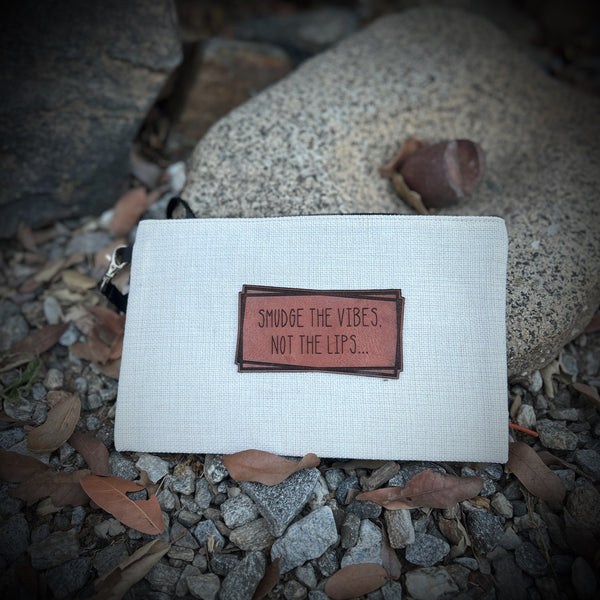 SMUDGE THE VIBES,
NOT THE LIPS...